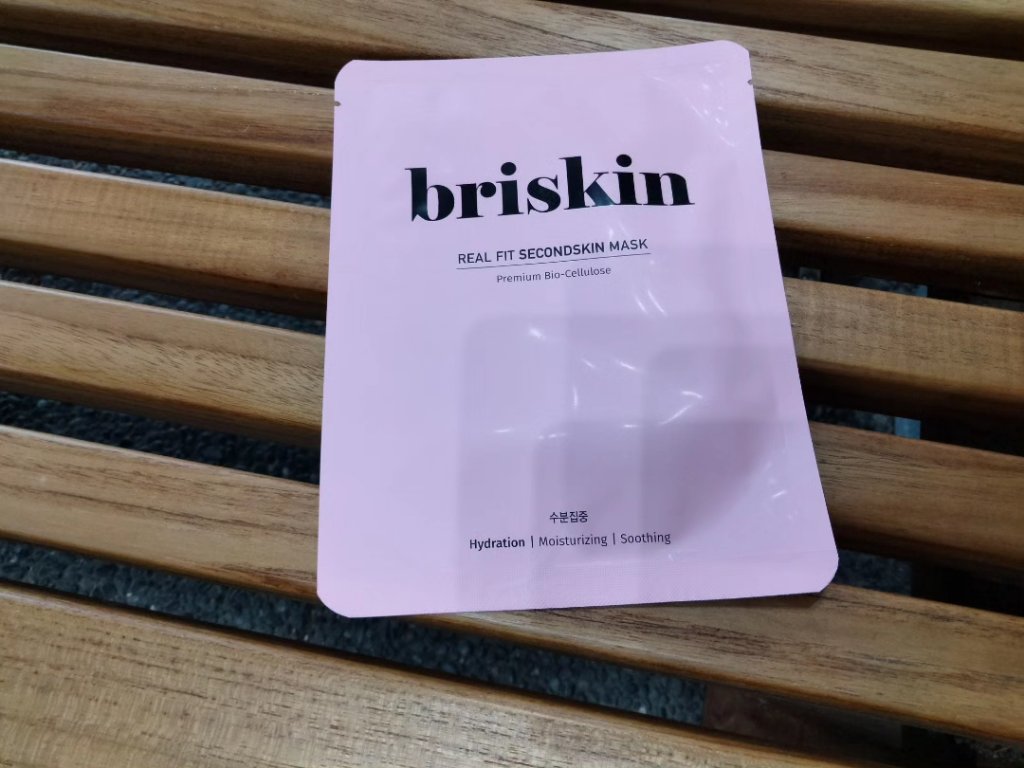 briskin
REAL FIT SECONDSKIN MASK
Premium Bio-Cellulose
수분집중
Hydration | Moisturizing | Soothing